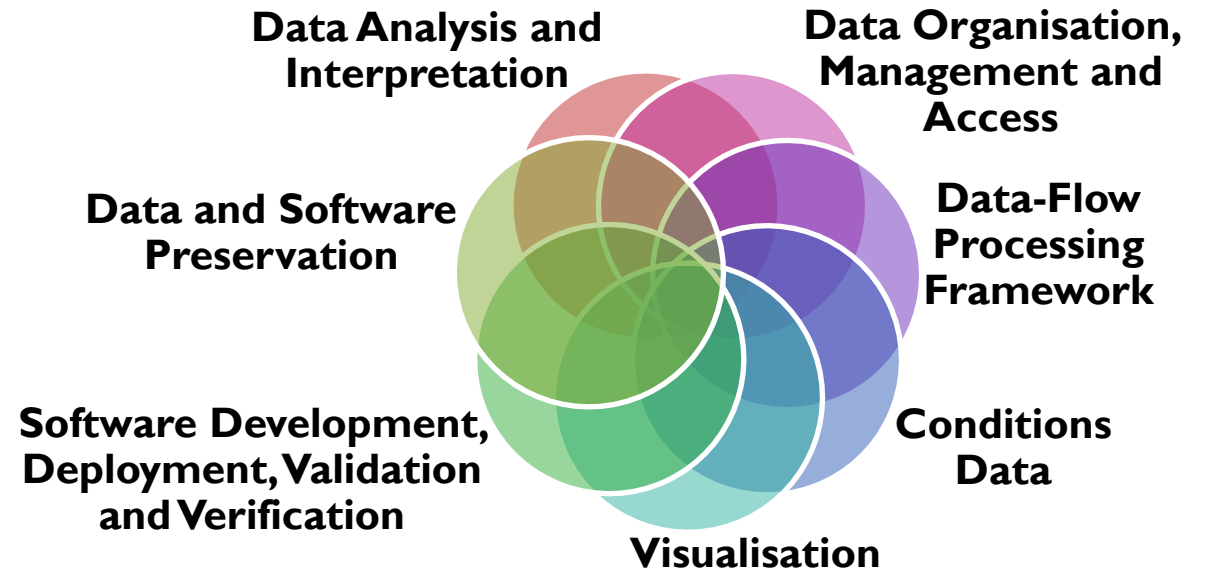 Data Analysis and
Interpretation
Data Organisation,
Management and
Access
Data and Software
Preservation
Data-Flow
Processing
Framework
Software Development,
Deployment, Validation
and Verification
Conditions
Data
Visualisation